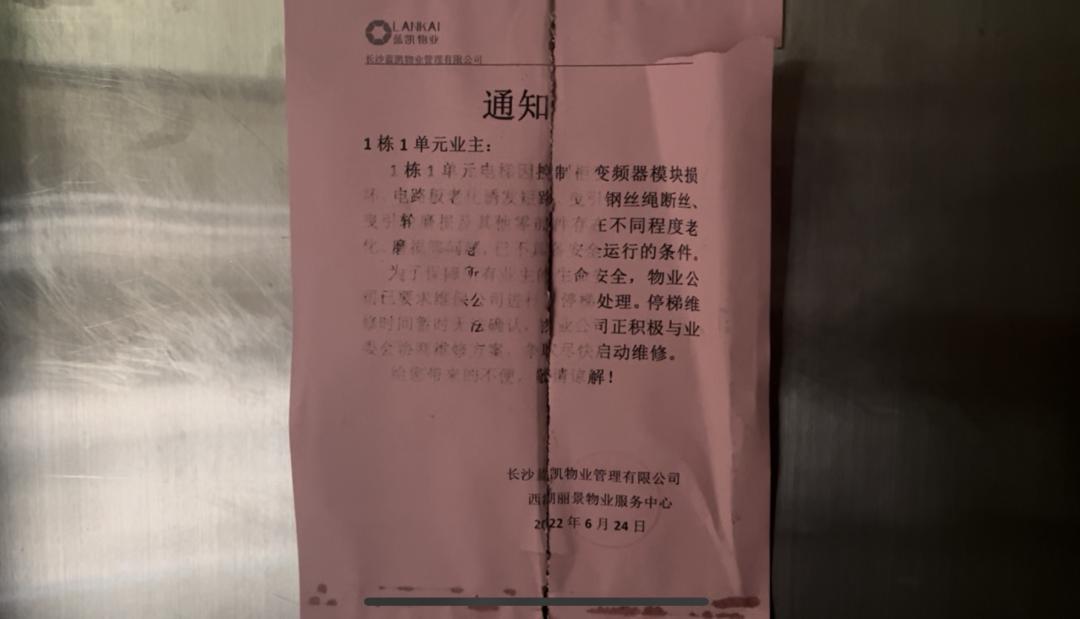 LANKAI
蓝凯物业
长沙蓝凯物业管理有限公司
通知
1栋1单元业主：
1栋1单元电梯因控制柜变频器模块损
坏、电路板老化诱发短路、曳引钢丝绳断丝、
曳引轮磨损及其他零部件存在不同程度老
化、磨损等问题，已不具备安全运行的条件。
为了保障所有业主的生命安全，物业公
司已要求维保公司进行停梯处理。停梯维
修时间暂时无法确认，物业公司正积极与业
委会协商维修方案，争取尽快启动维修。
给您带来的不便，敬请谅解！
长沙蓝凯物业管理有限公司
西湖丽景物业服务中心
2022年6月24日